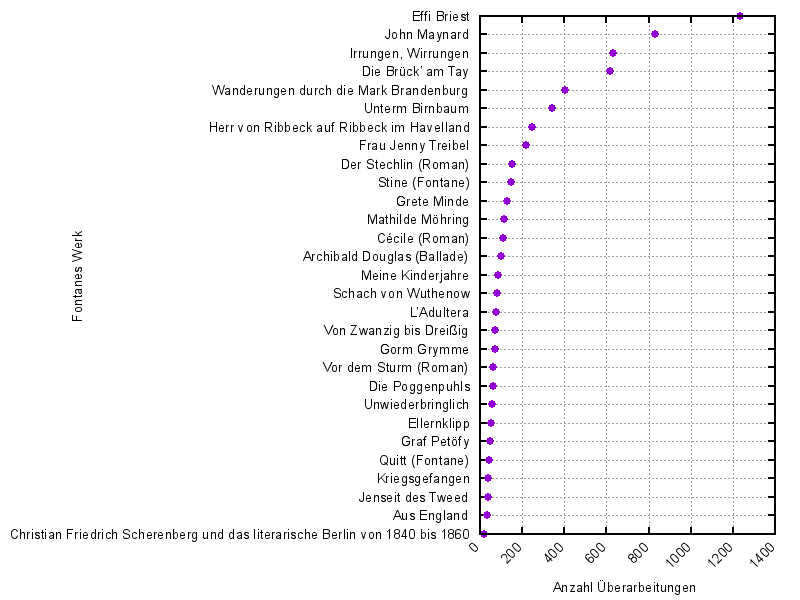 Effi Briest
John Maynard
Irrungen, Wirrungen
Die Brück' am Tay
Wanderungen durch die Mark Brandenburg
Unterm Birnbaum
Herr von Ribbeck auf Ribbeck im Havelland
Frau Jenny Treibel
Der Stechlin (Roman)
Stine (Fontane)
Grete Minde
Mathilde Möhring
Cécile (Roman)
Archibald Douglas (Ballade)
Meine Kinderjahre
Schach von Wuthenow
L'Adultera
Von Zwanzig bis Dreißig
Gorm Grymme
Vor dem Sturm (Roman)
Die Poggenpuhls
Unwiederbringlich
Ellernklipp
Graf Petöfy
Quitt (Fontane)
Kriegsgefangen
Jenseit des Tweed
Aus England
Christian Friedrich Scherenberg und das literarische Berlin von 1840 bis 1860
Fontanes Werk
0 200 400 600 800 1000 1200 1400
Anzahl Überarbeitungen